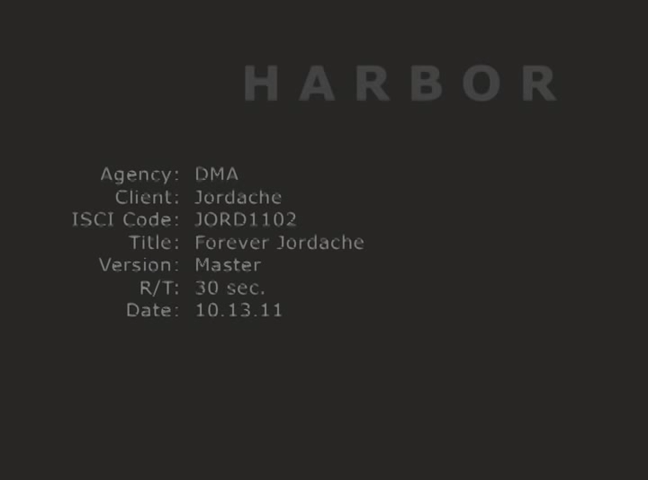 HARBOR
Agency: DMA
Client: Jordache
ISCI Code: JORD1102
Title: Forever Jordache
Version: Master
R/T: 30 sec.
Date: 10.13.11